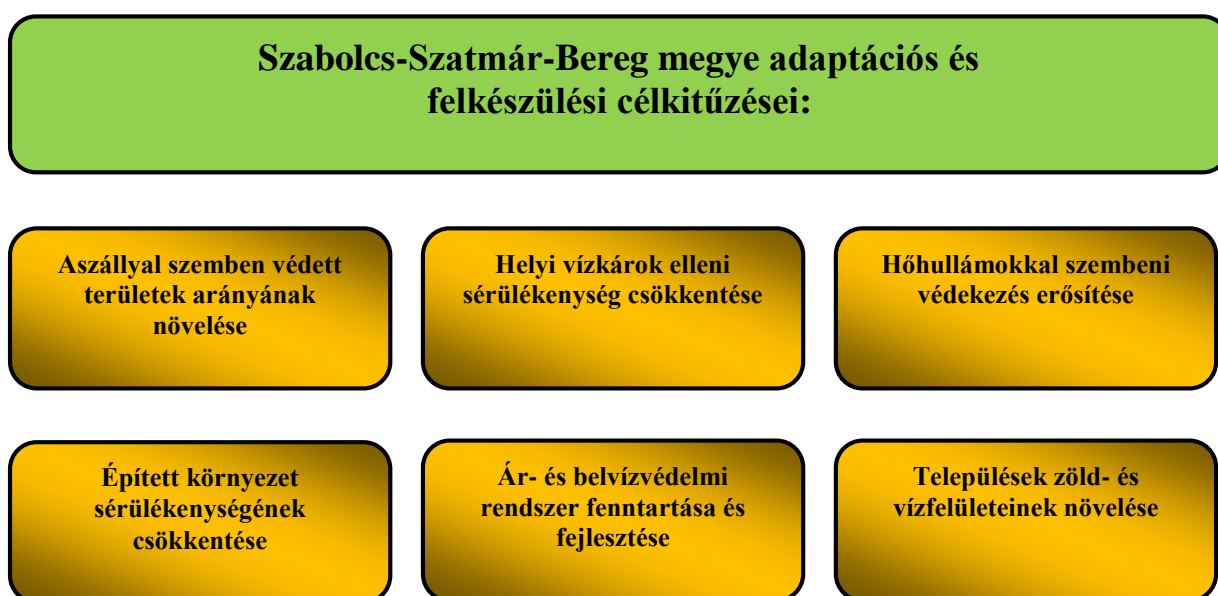 Szabolcs-Szatmár-Bereg megye adaptációs és
felkészülési célkitűzései:
Aszállyal szemben védett
területek arányának
növelése
Helyi vízkárok elleni
sérülékenység csökkentése
Hőhullámokkal szembeni
védekezés erősítése
Épített környezet
sérülékenységének
csökkentése
Ár- és belvízvédelmi
rendszer fenntartása és
fejlesztése
Települések zöld- és
vízfelületeinek növelése